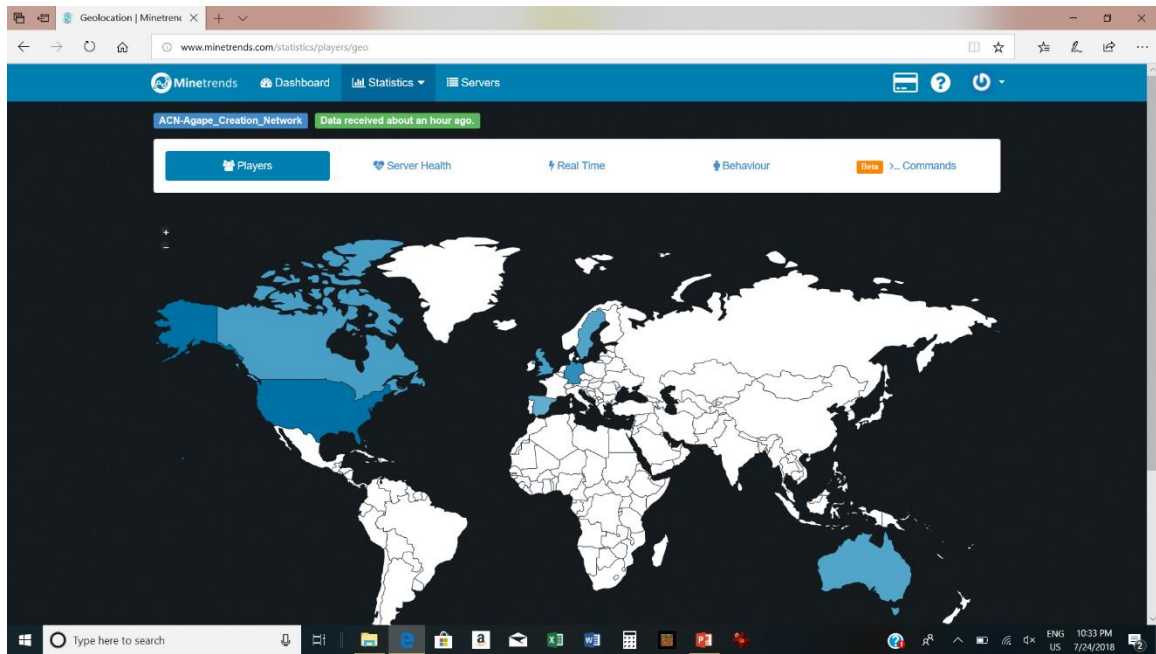 Geolocation | Minetrenc
www.minetrends.com/statistics/players/geo
Minetrends Dashboard Statistics Servers
ACN-Agape_Creation_Network Data received about an hour ago.
Players Server Health Real Time Behaviour Beta >_ Commands
+
−
Type here to search
ENG 10:33 PM
US 7/24/2018